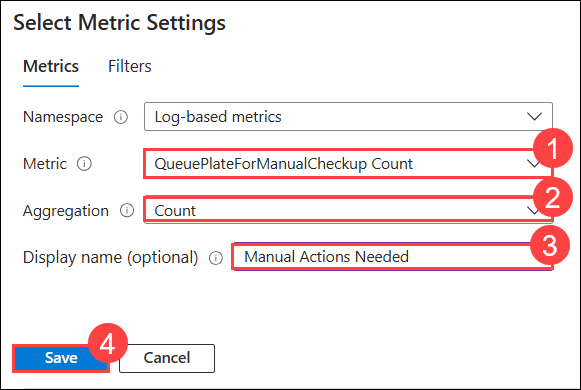 Select Metric Settings
Metrics Filters
Namespace Log-based metrics
Metric QueuePlateForManualCheckup Count 1
Aggregation Count 2
Display name (optional) Manual Actions Needed 3
Save 4 Cancel